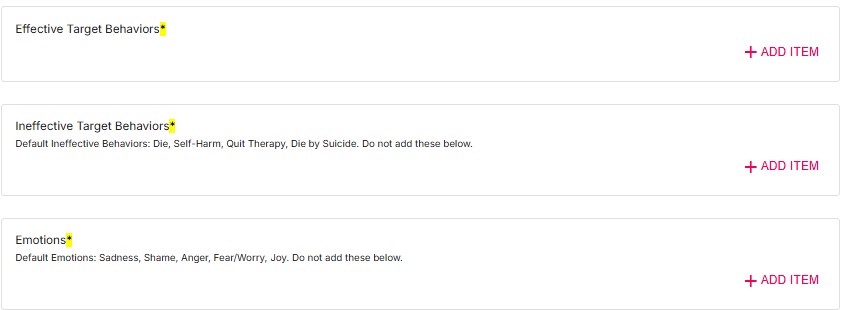 Effective Target Behaviors*
+ ADD ITEM
Ineffective Target Behaviors*
Default Ineffective Behaviors: Die, Self-Harm, Quit Therapy, Die by Suicide. Do not add these below.
+ ADD ITEM
Emotions*
Default Emotions: Sadness, Shame, Anger, Fear/Worry, Joy. Do not add these below.
+ ADD ITEM